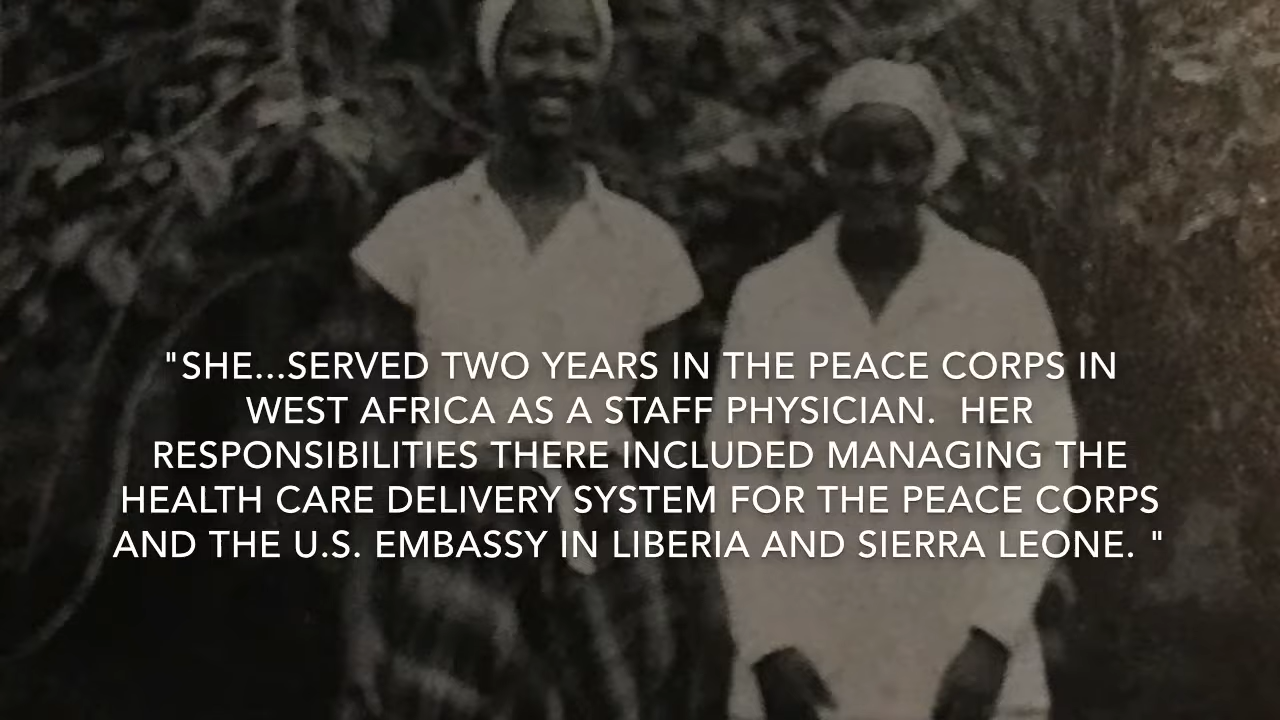 "SHE...SERVED TWO YEARS IN THE PEACE CORPS IN
WEST AFRICA AS A STAFF PHYSICIAN.  HER
RESPONSIBILITIES THERE INCLUDED MANAGING THE
HEALTH CARE DELIVERY SYSTEM FOR THE PEACE CORPS
AND THE U.S. EMBASSY IN LIBERIA AND SIERRA LEONE. "